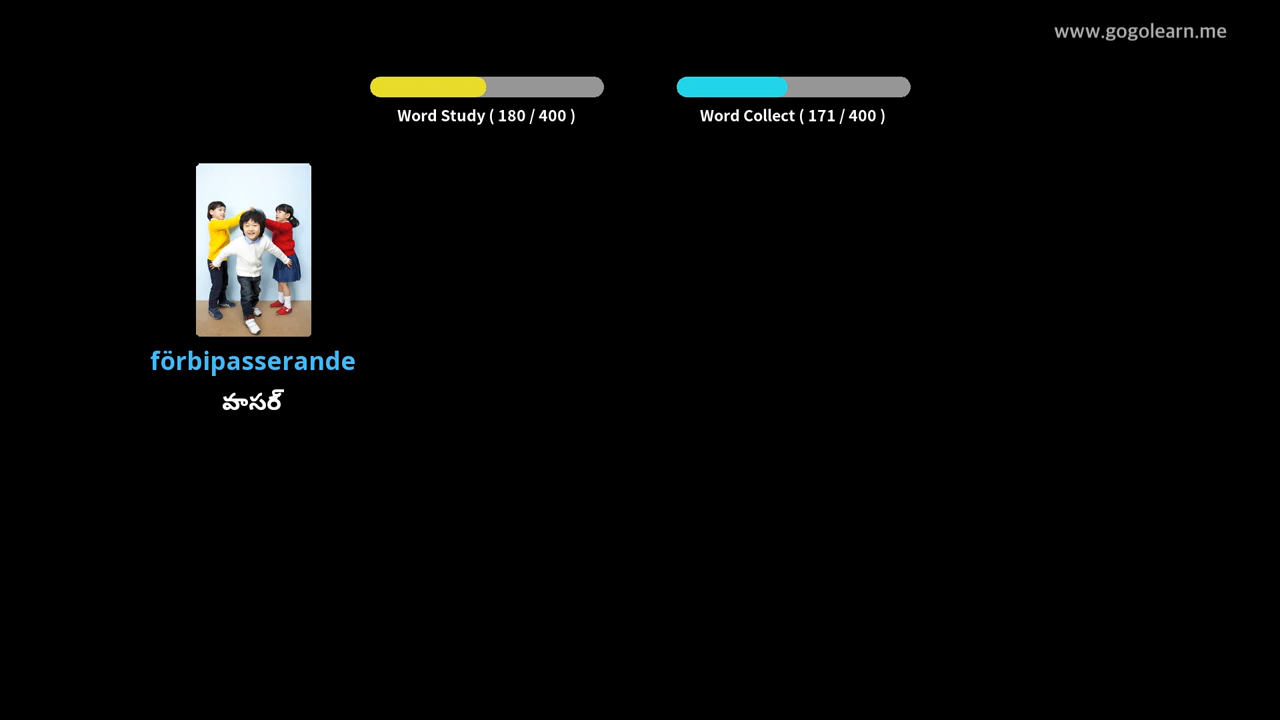 www.gogolearn.me
Word Study ( 180 / 400 )
Word Collect ( 171 / 400 )
förbipasserande
వాసర్